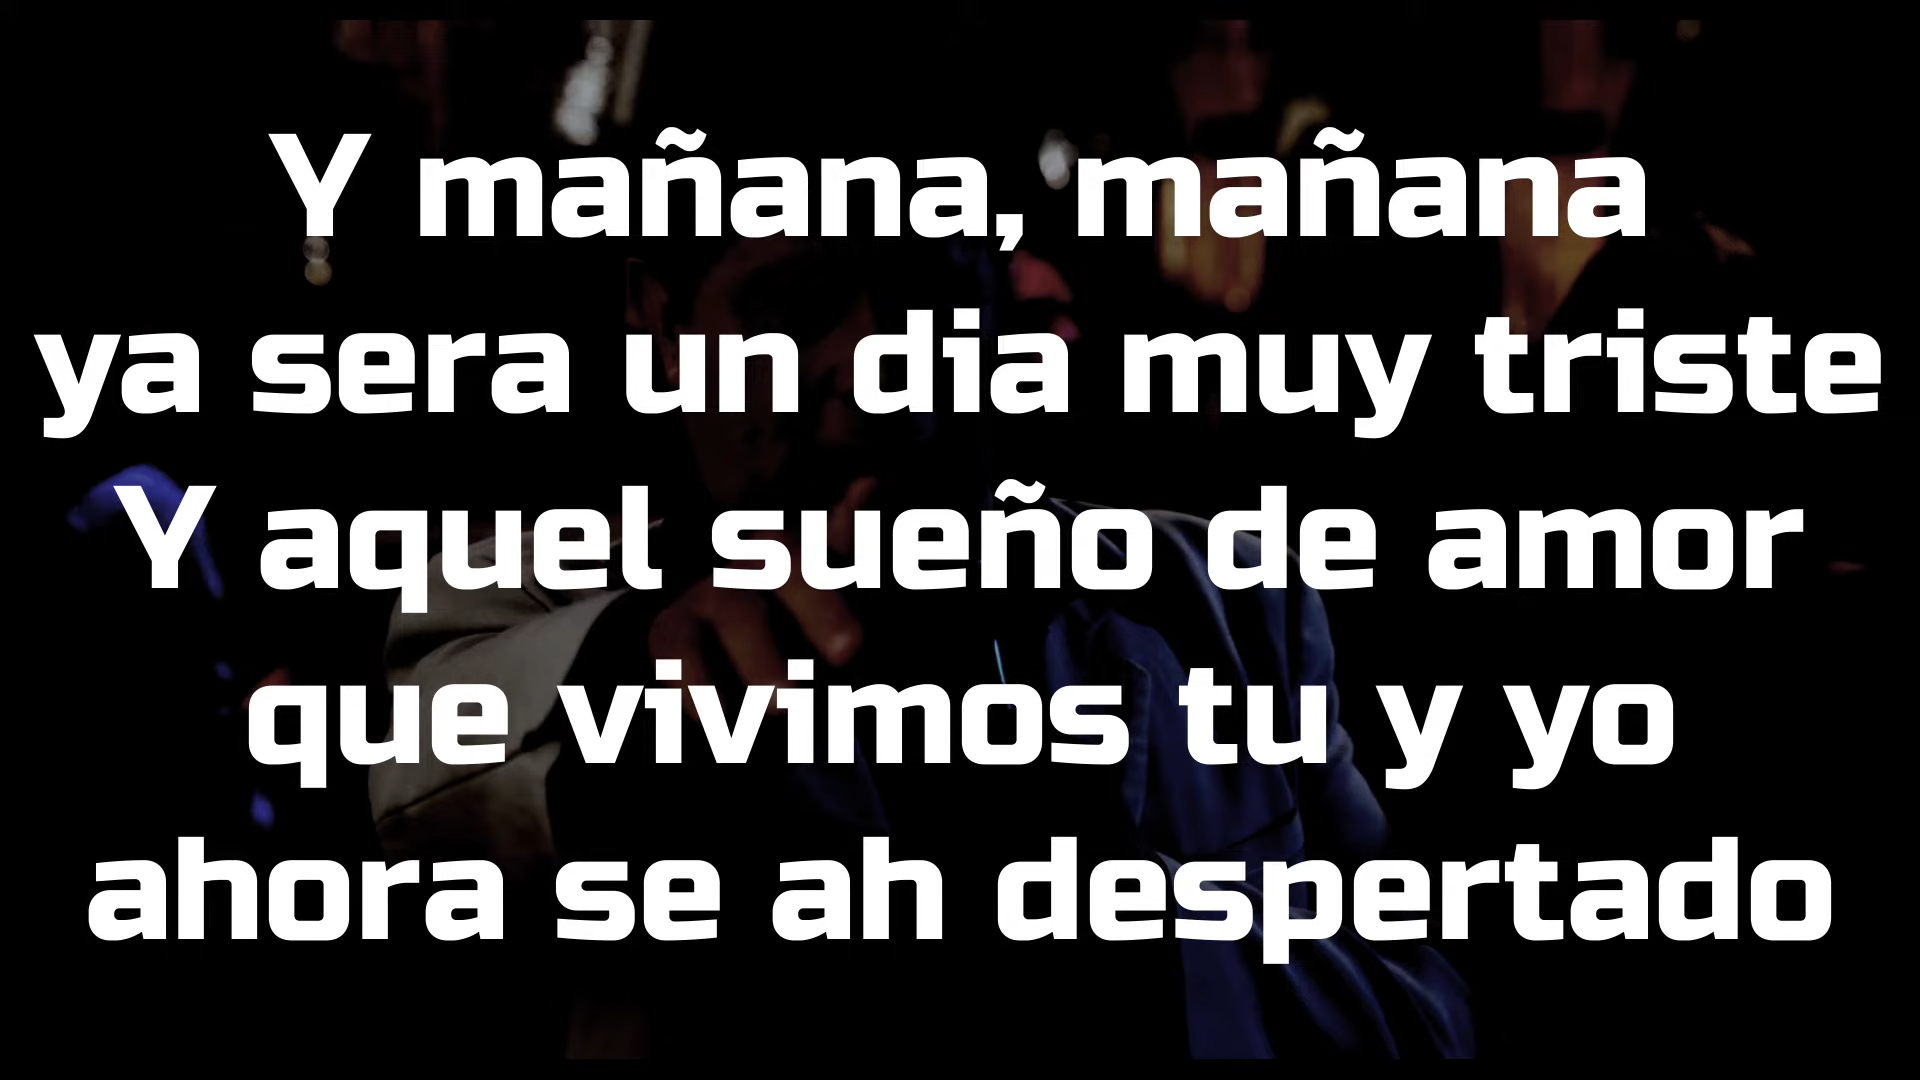 Y mañana, mañana
ya sera un dia muy triste
Y aquel sueño de amor
que vivimos tu y yo
ahora se ah despertado